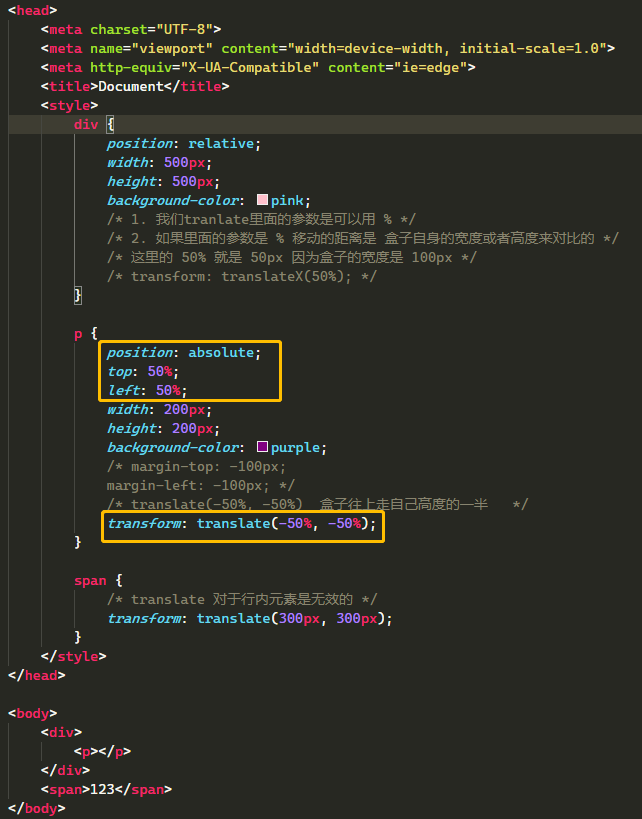 <head>
<meta charset="UTF-8">
<meta name="viewport" content="width=device-width, initial-scale=1.0">
<meta http-equiv="X-UA-Compatible" content="ie=edge">
<title>Document</title>
<style>
div {
position: relative;
width: 500px;
height: 500px;
background-color: pink;
/* 1. 我们tranlate里面的参数是可以用 % */
/* 2. 如果里面的参数是 % 移动的距离是 盒子自身的宽度或者高度来对比的 */
/* 这里的 50% 就是 50px 因为盒子的宽度是 100px */
/* transform: translateX(50%); */
}
p {
position: absolute;
top: 50%;
left: 50%;
width: 200px;
height: 200px;
background-color: purple;
/* margin-top: -100px;
margin-left: -100px; */
/* translate(-50%, -50%)  盒子往上走自己高度的一半   */
transform: translate(-50%, -50%);
}
span {
/* translate 对于行内元素是无效的 */
transform: translate(300px, 300px);
}
</style>
</head>
<body>
<div>
<p></p>
</div>
<span>123</span>
</body>